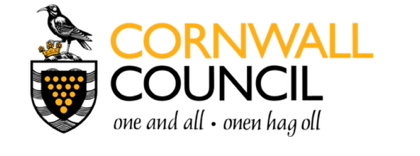 CORNWALL
COUNCIL
one and all • onen hag oll